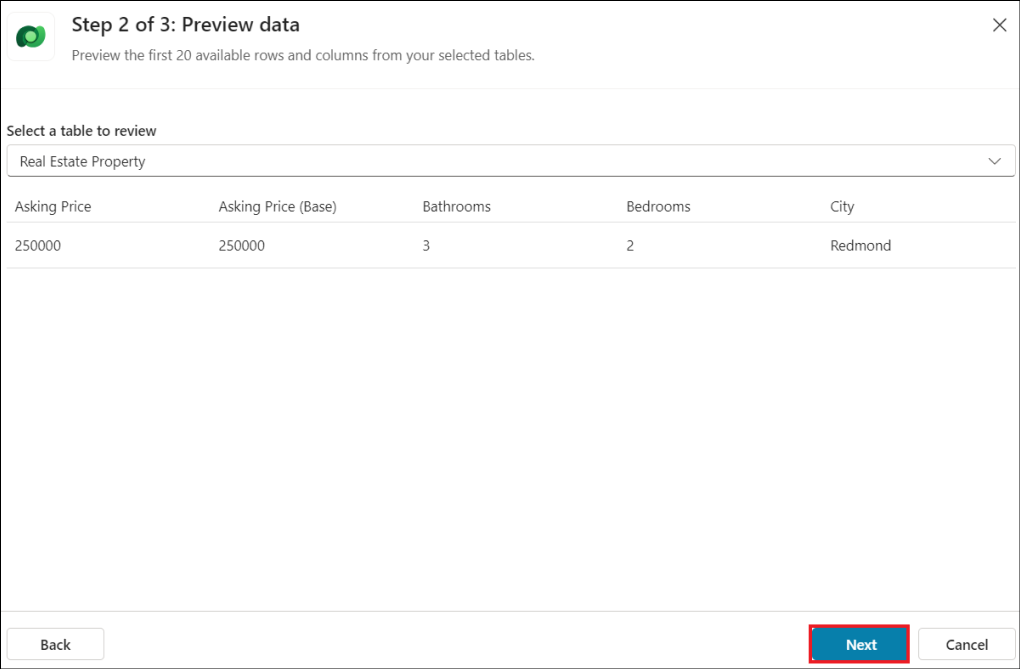 Step 2 of 3: Preview data
Preview the first 20 available rows and columns from your selected tables.
Select a table to review
Real Estate Property
Asking Price Asking Price (Base) Bathrooms Bedrooms City
250000 250000 3 2 Redmond
Back Next Cancel